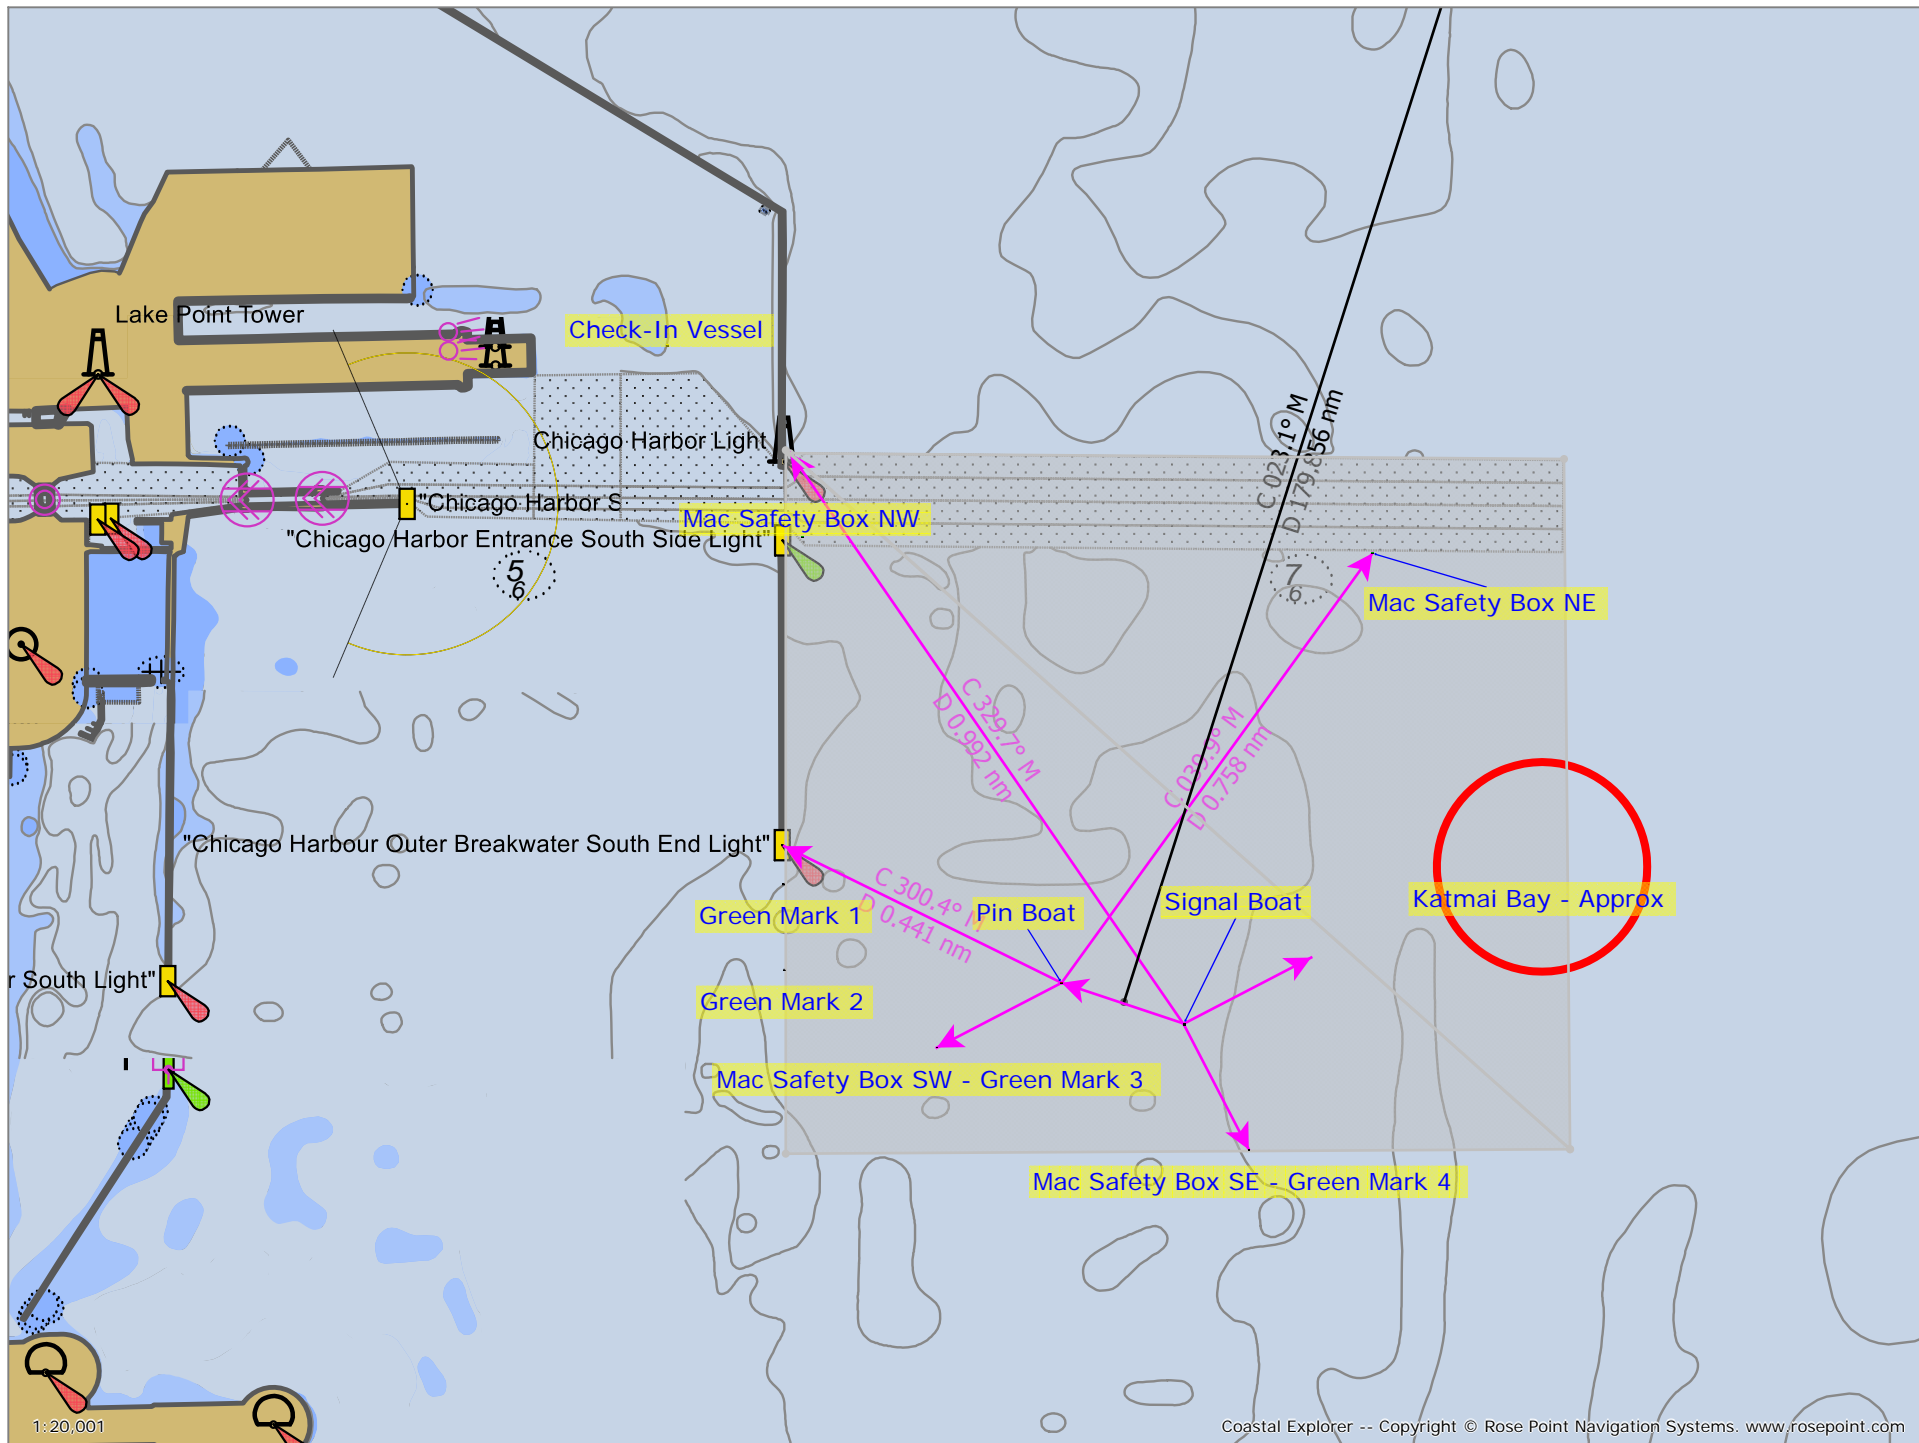 Lake Point Tower
Check-In Vessel
C 023.1° M
D 179.856 nm
Chicago Harbor Light
"Chicago Harbor S
Mac Safety Box NW
"Chicago Harbor Entrance South Side Light"
5
6
7
6
Mac Safety Box NE
C 329.7° M
D 0.992 nm
C 039.9° M
D 0.758 nm
"Chicago Harbour Outer Breakwater South End Light"
C 300.4° M
D 0.441 nm
Katmai Bay - Approx
Signal Boat
Pin Boat
Green Mark 1
r South Light"
Green Mark 2
Mac Safety Box SW - Green Mark 3
Mac Safety Box SE - Green Mark 4
1:20,001
Coastal Explorer -- Copyright © Rose Point Navigation Systems. www.rosepoint.com